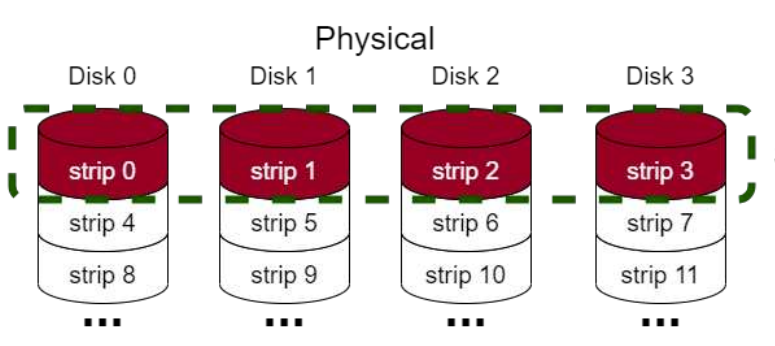 Physical
Disk 0 Disk 1 Disk 2 Disk 3
strip 0 strip 1 strip 2 strip 3
strip 4 strip 5 strip 6 strip 7
strip 8 strip 9 strip 10 strip 11
... ... ... ...